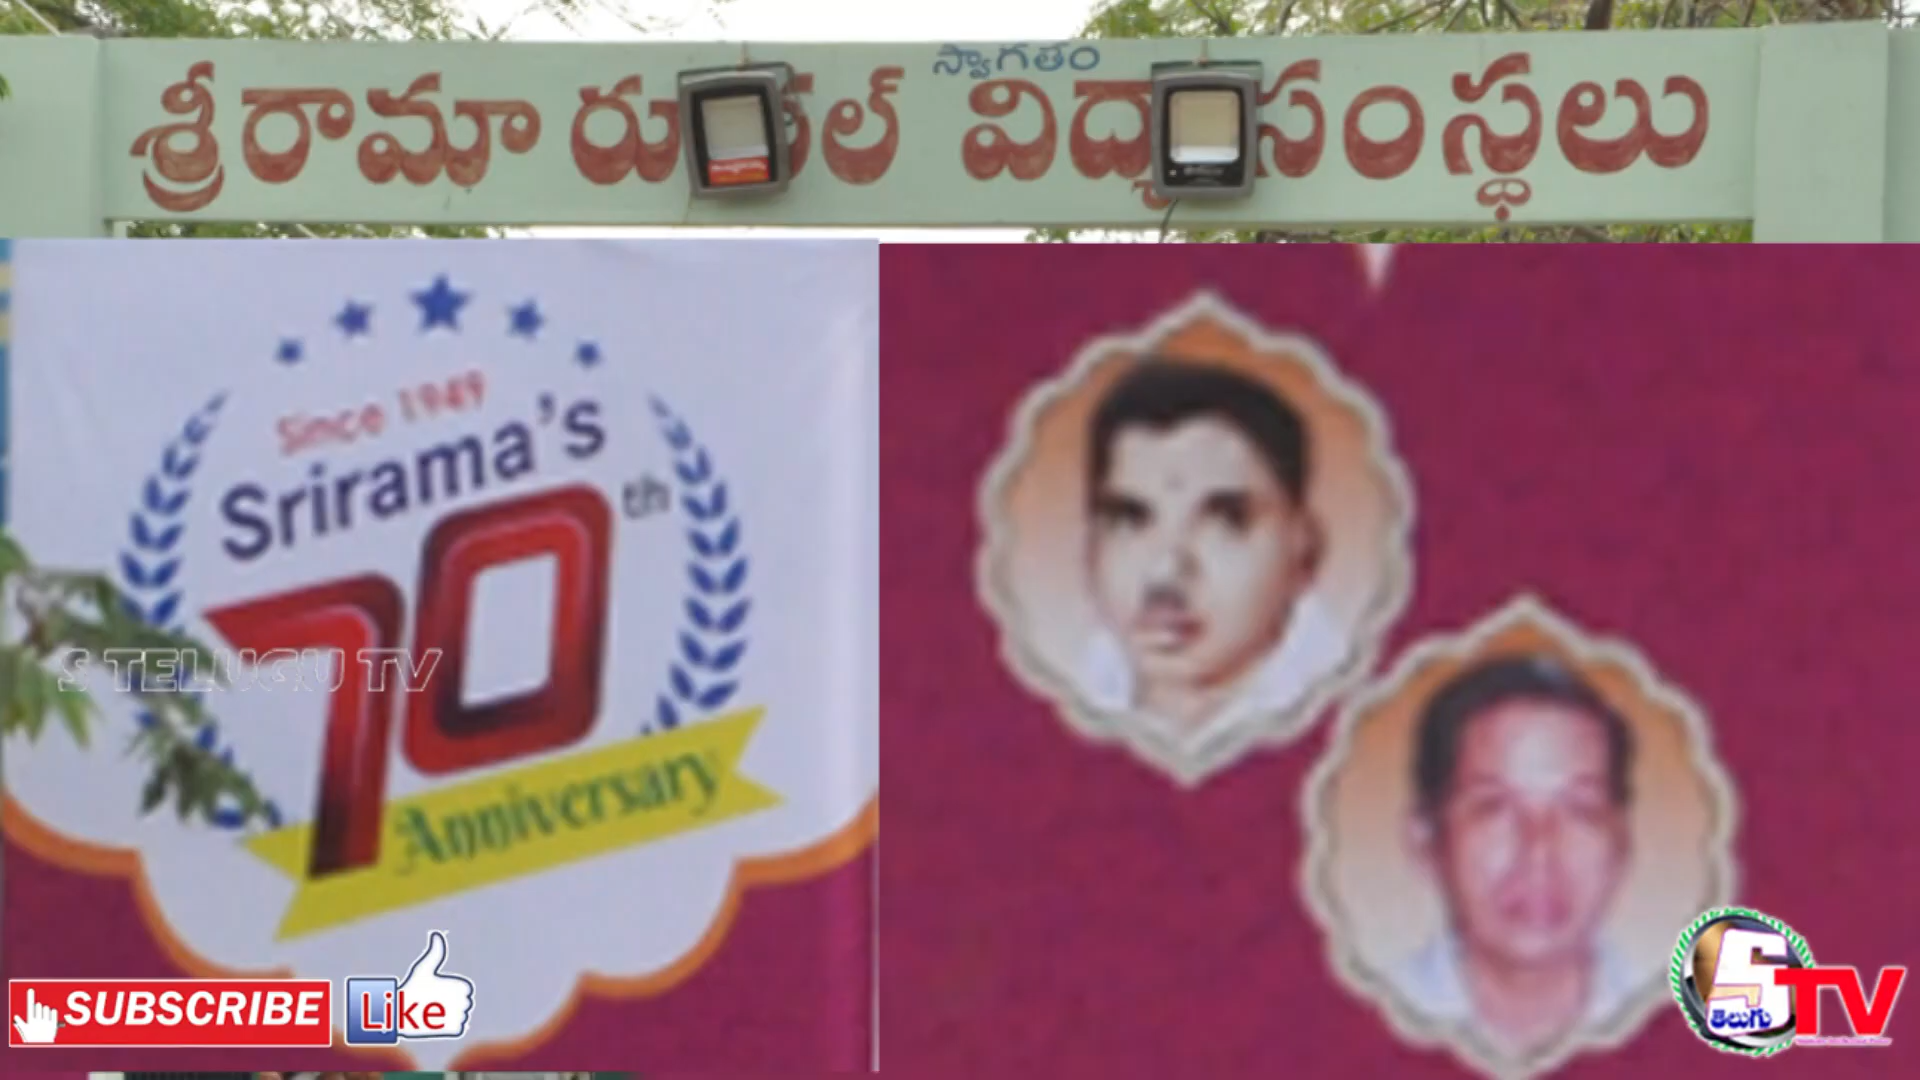 స్వాగతం
శ్రీ రామా విద్యాసంస్థలు
Since 1949
Srirama's
70th
Anniversary
S TELUGU TV
SUBSCRIBE
Like
S TV
తెలుగు